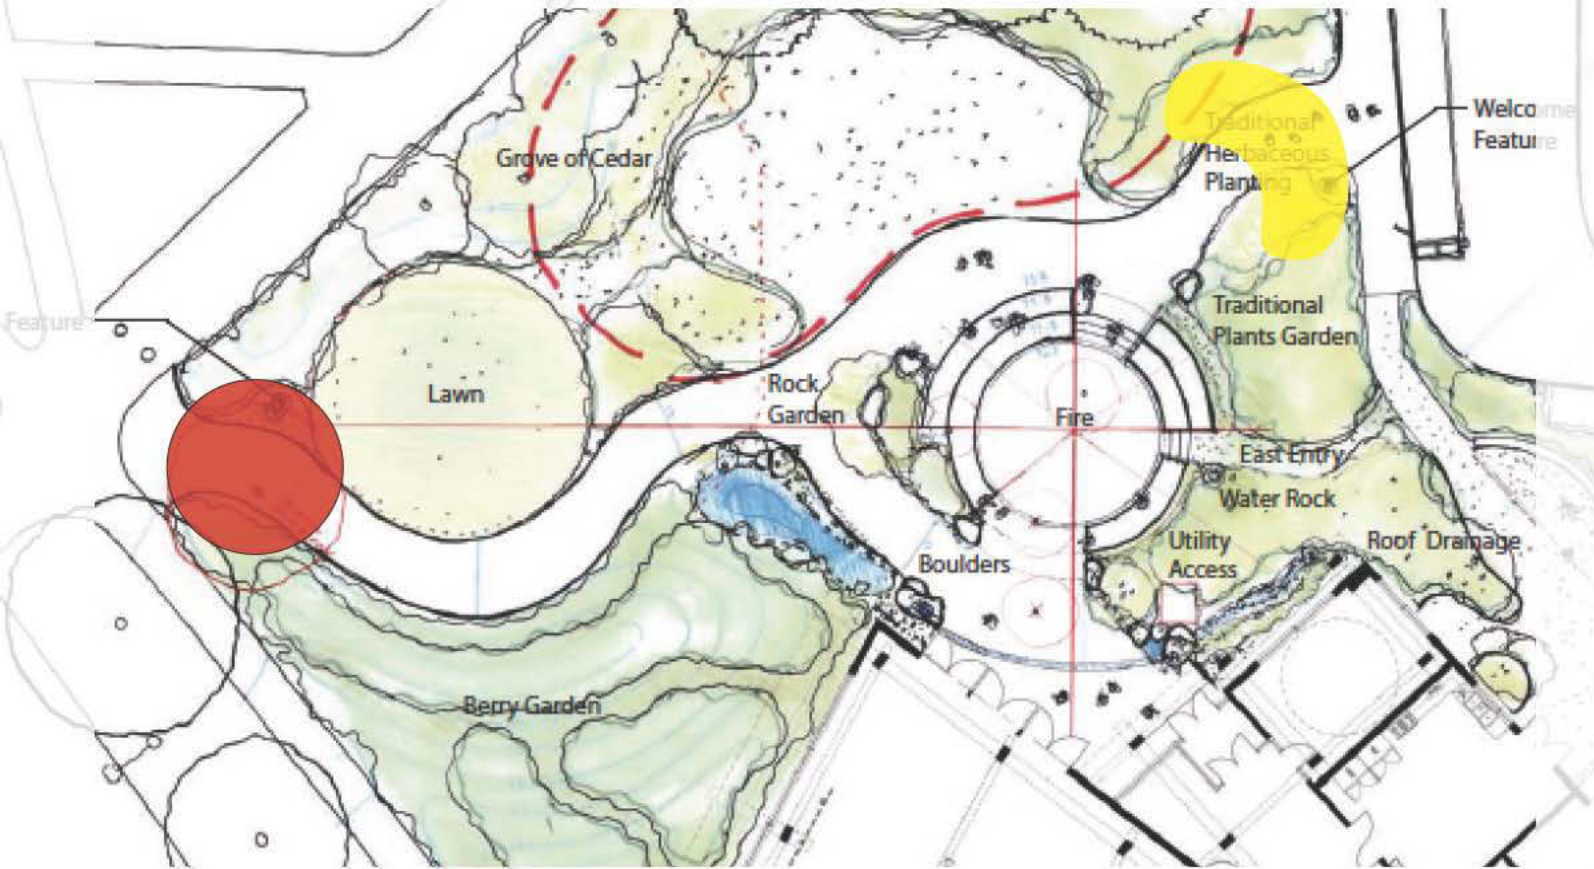 Welcome
Feature
Traditional
Herbaceous
Planting
Grove of Cedar
Traditional
Plants Garden
Feature
Lawn
Rock
Garden
Fire
East Entry
Water Rock
Utility
Access
Roof Drainage
Boulders
Berry Garden